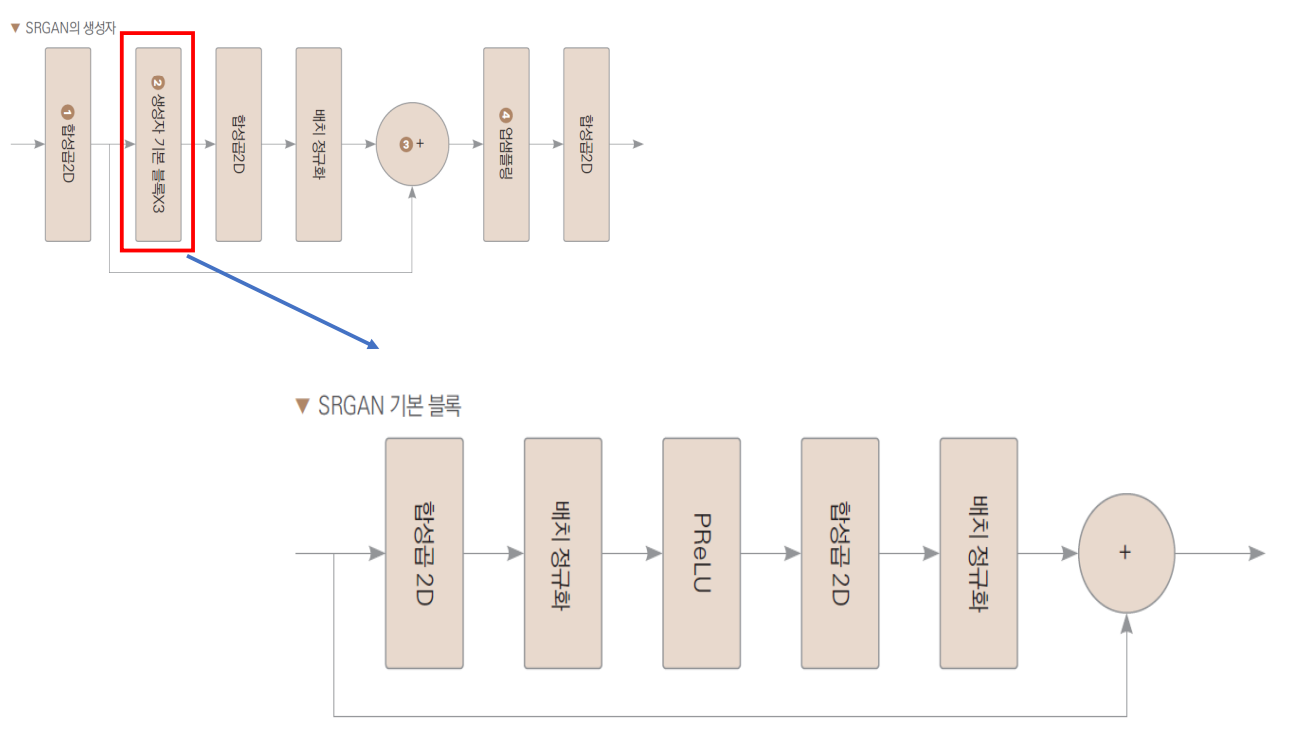 ▼ SRGAN의 생성자
❶ 합성곱2D
❷ 생성자 기본 블록X3
합성곱2D
배치 정규화
❸ +
❹ 업샘플링
합성곱2D
▼ SRGAN 기본 블록
합성곱 2D
배치 정규화
PReLU
합성곱 2D
배치 정규화
+